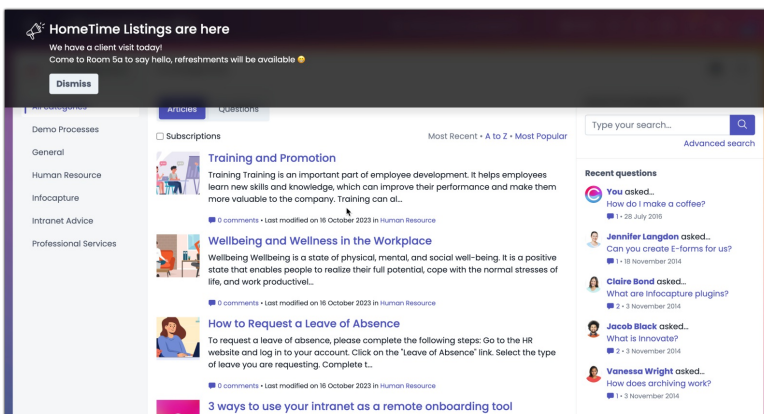 HomeTime Listings are here
We have a client visit today!
Come to Room 5a to say hello, refreshments will be available 😊
Dismiss
All categories
Demo Processes
General
Human Resource
Infocapture
Intranet Advice
Professional Services
Articles
Questions
Subscriptions
Most Recent • A to Z • Most Popular
Training and Promotion
Training Training is an important part of employee development. It helps employees
learn new skills and knowledge, which can improve their performance and make them
more valuable to the company. Training can al...
0 comments • Last modified on 16 October 2023 in Human Resource
Wellbeing and Wellness in the Workplace
Wellbeing Wellbeing is a state of physical, mental, and social well-being. It is a positive
state that enables people to realize their full potential, cope with the normal stresses of
life, and work productivel...
0 comments • Last modified on 16 October 2023 in Human Resource
How to Request a Leave of Absence
To request a leave of absence, please complete the following steps: Go to the HR
website and log in to your account. Click on the "Leave of Absence" link. Select the type
of leave you are requesting. Complete t...
0 comments • Last modified on 16 October 2023 in Human Resource
3 ways to use your intranet as a remote onboarding tool
Type your search...
Advanced search
Recent questions
You asked...
How do I make a coffee?
1 • 28 July 2016
Jennifer Langdon asked...
Can you create E-forms for us?
1 • 18 November 2014
Claire Bond asked...
What are Infocapture plugins?
2 • 3 November 2014
Jacob Black asked...
What is Innovate?
2 • 3 November 2014
Vanessa Wright asked...
How does archiving work?
1 • 3 November 2014